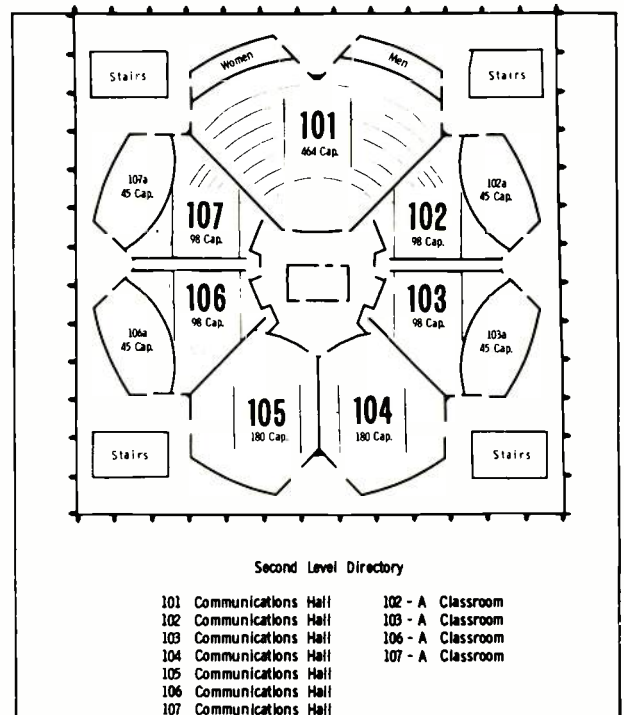 Women
Men
Stairs
Stairs
101
464 Cap.
107a
45 Cap.
102a
45 Cap.
107
98 Cap.
102
98 Cap.
106
98 Cap.
103
98 Cap.
106a
45 Cap.
103a
45 Cap.
105
180 Cap.
104
180 Cap.
Stairs
Stairs
Second Level Directory
101 Communications Hall
102 Communications Hall
103 Communications Hall
104 Communications Hall
105 Communications Hall
106 Communications Hall
107 Communications Hall
102 - A Classroom
103 - A Classroom
106 - A Classroom
107 - A Classroom